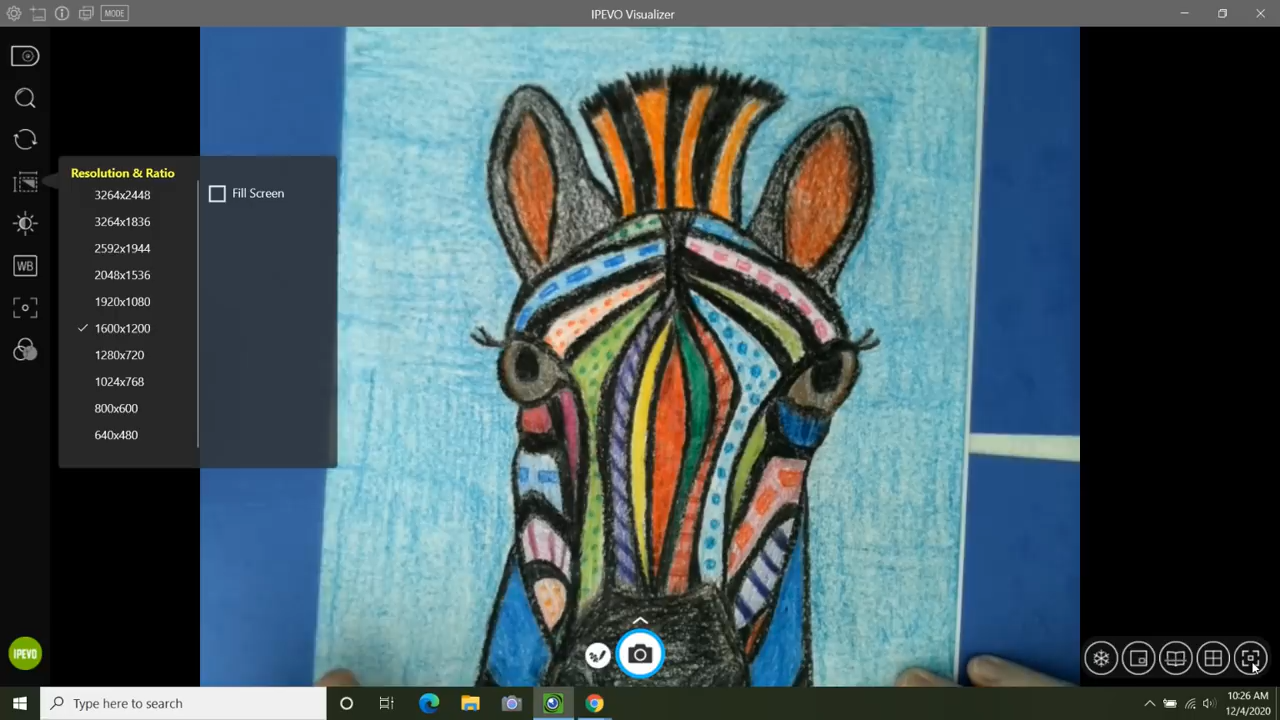 MODE
IPEVO Visualizer
Resolution & Ratio
3264x2448
Fill Screen
3264x1836
2592x1944
2048x1536
1920x1080
1600x1200
1280x720
1024x768
800x600
640x480
WB
IPEVO
Type here to search
10:26 AM
12/4/2020